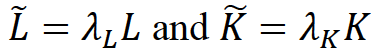 L̃ = λ_L L and K̃ = λ_K K